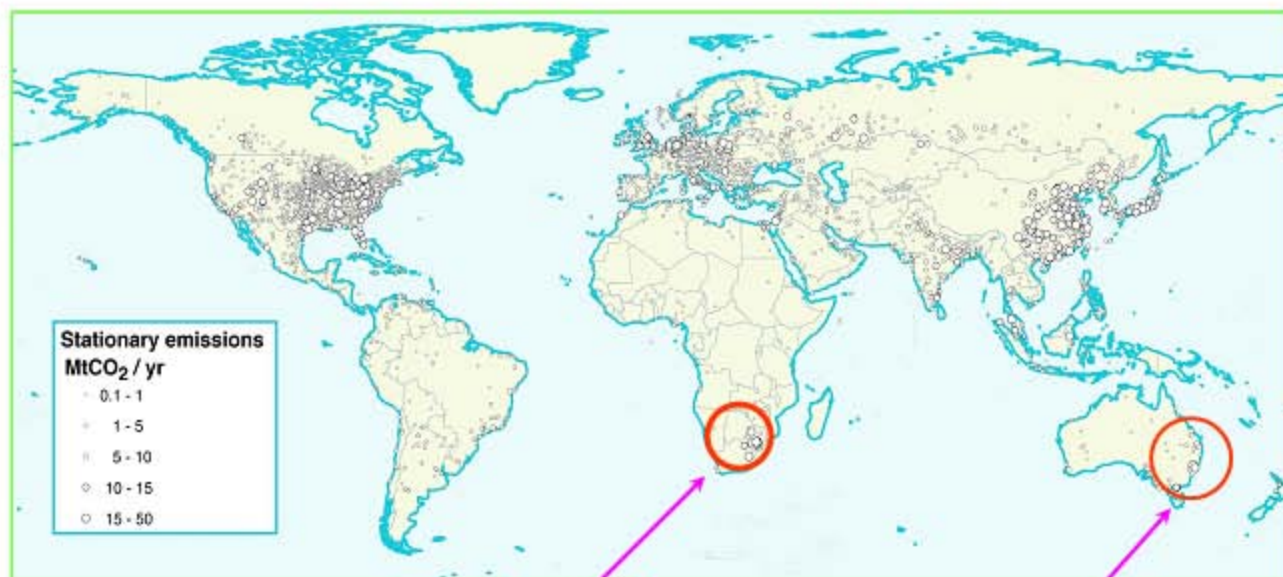 Stationary emissions
MtCO₂ / yr
0.1 - 1
1 - 5
5 - 10
10 - 15
15 - 50